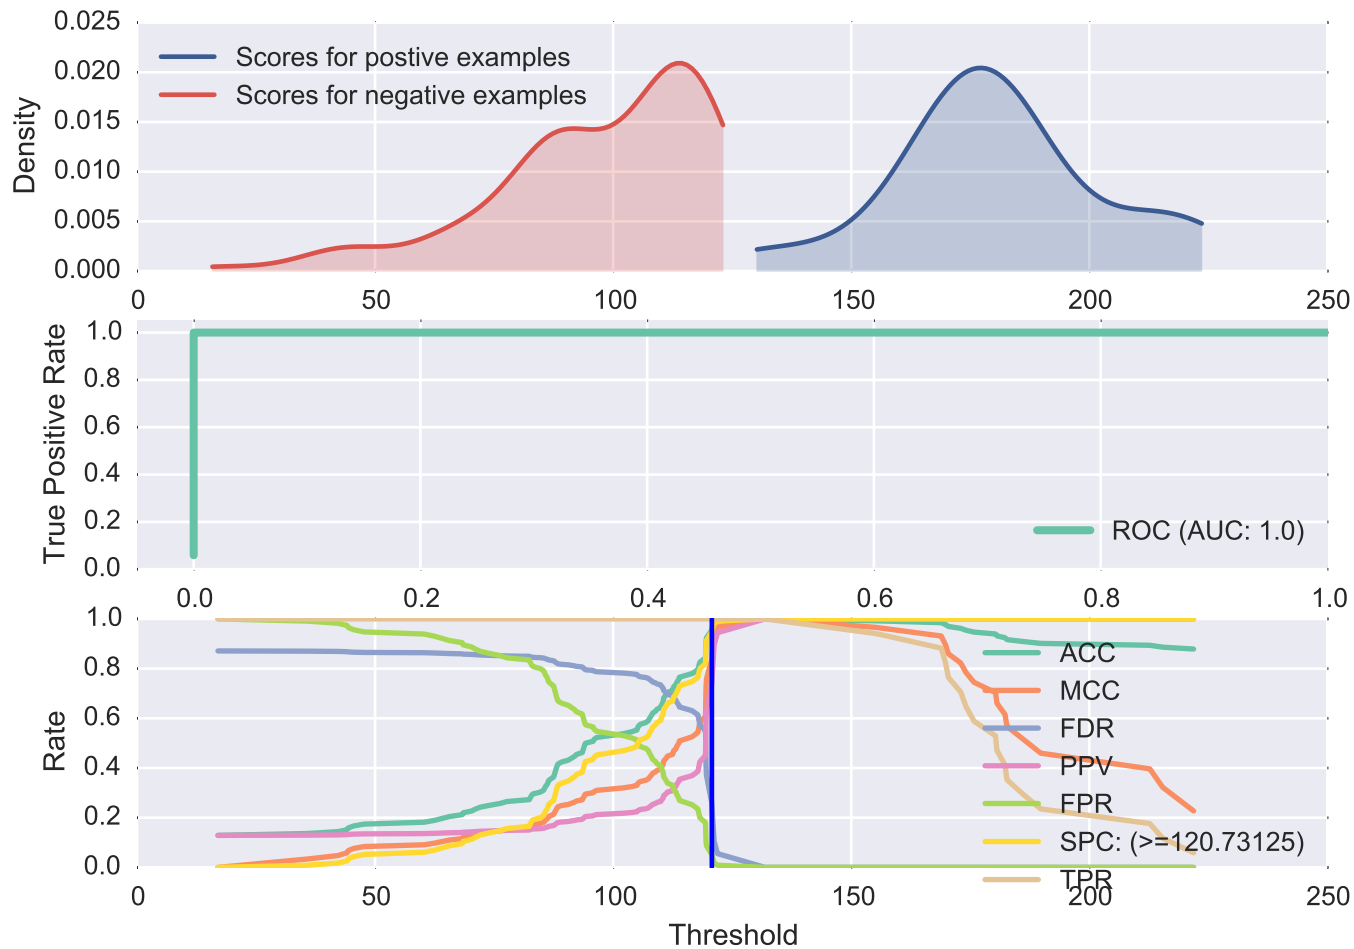 0.025
0.020
0.015
0.010
0.005
0.000
Density
Scores for postive examples
Scores for negative examples
0 50 100 150 200 250
1.0
0.8
0.6
0.4
0.2
0.0
True Positive Rate
ROC (AUC: 1.0)
0.0 0.2 0.4 0.6 0.8 1.0
1.0
0.8
0.6
0.4
0.2
0.0
Rate
ACC
MCC
FDR
PPV
FPR
SPC: (>=120.73125)
TPR
0 50 100 150 200 250
Threshold